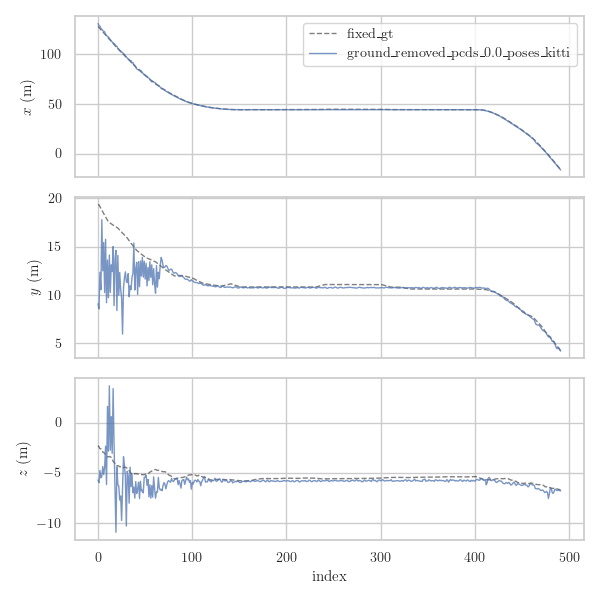 fixed_gt
ground_removed_pcds_0.0_poses_kitti
100
50
0
x (m)
20
15
10
5
y (m)
0
−5
−10
z (m)
0
100
200
300
400
500
index